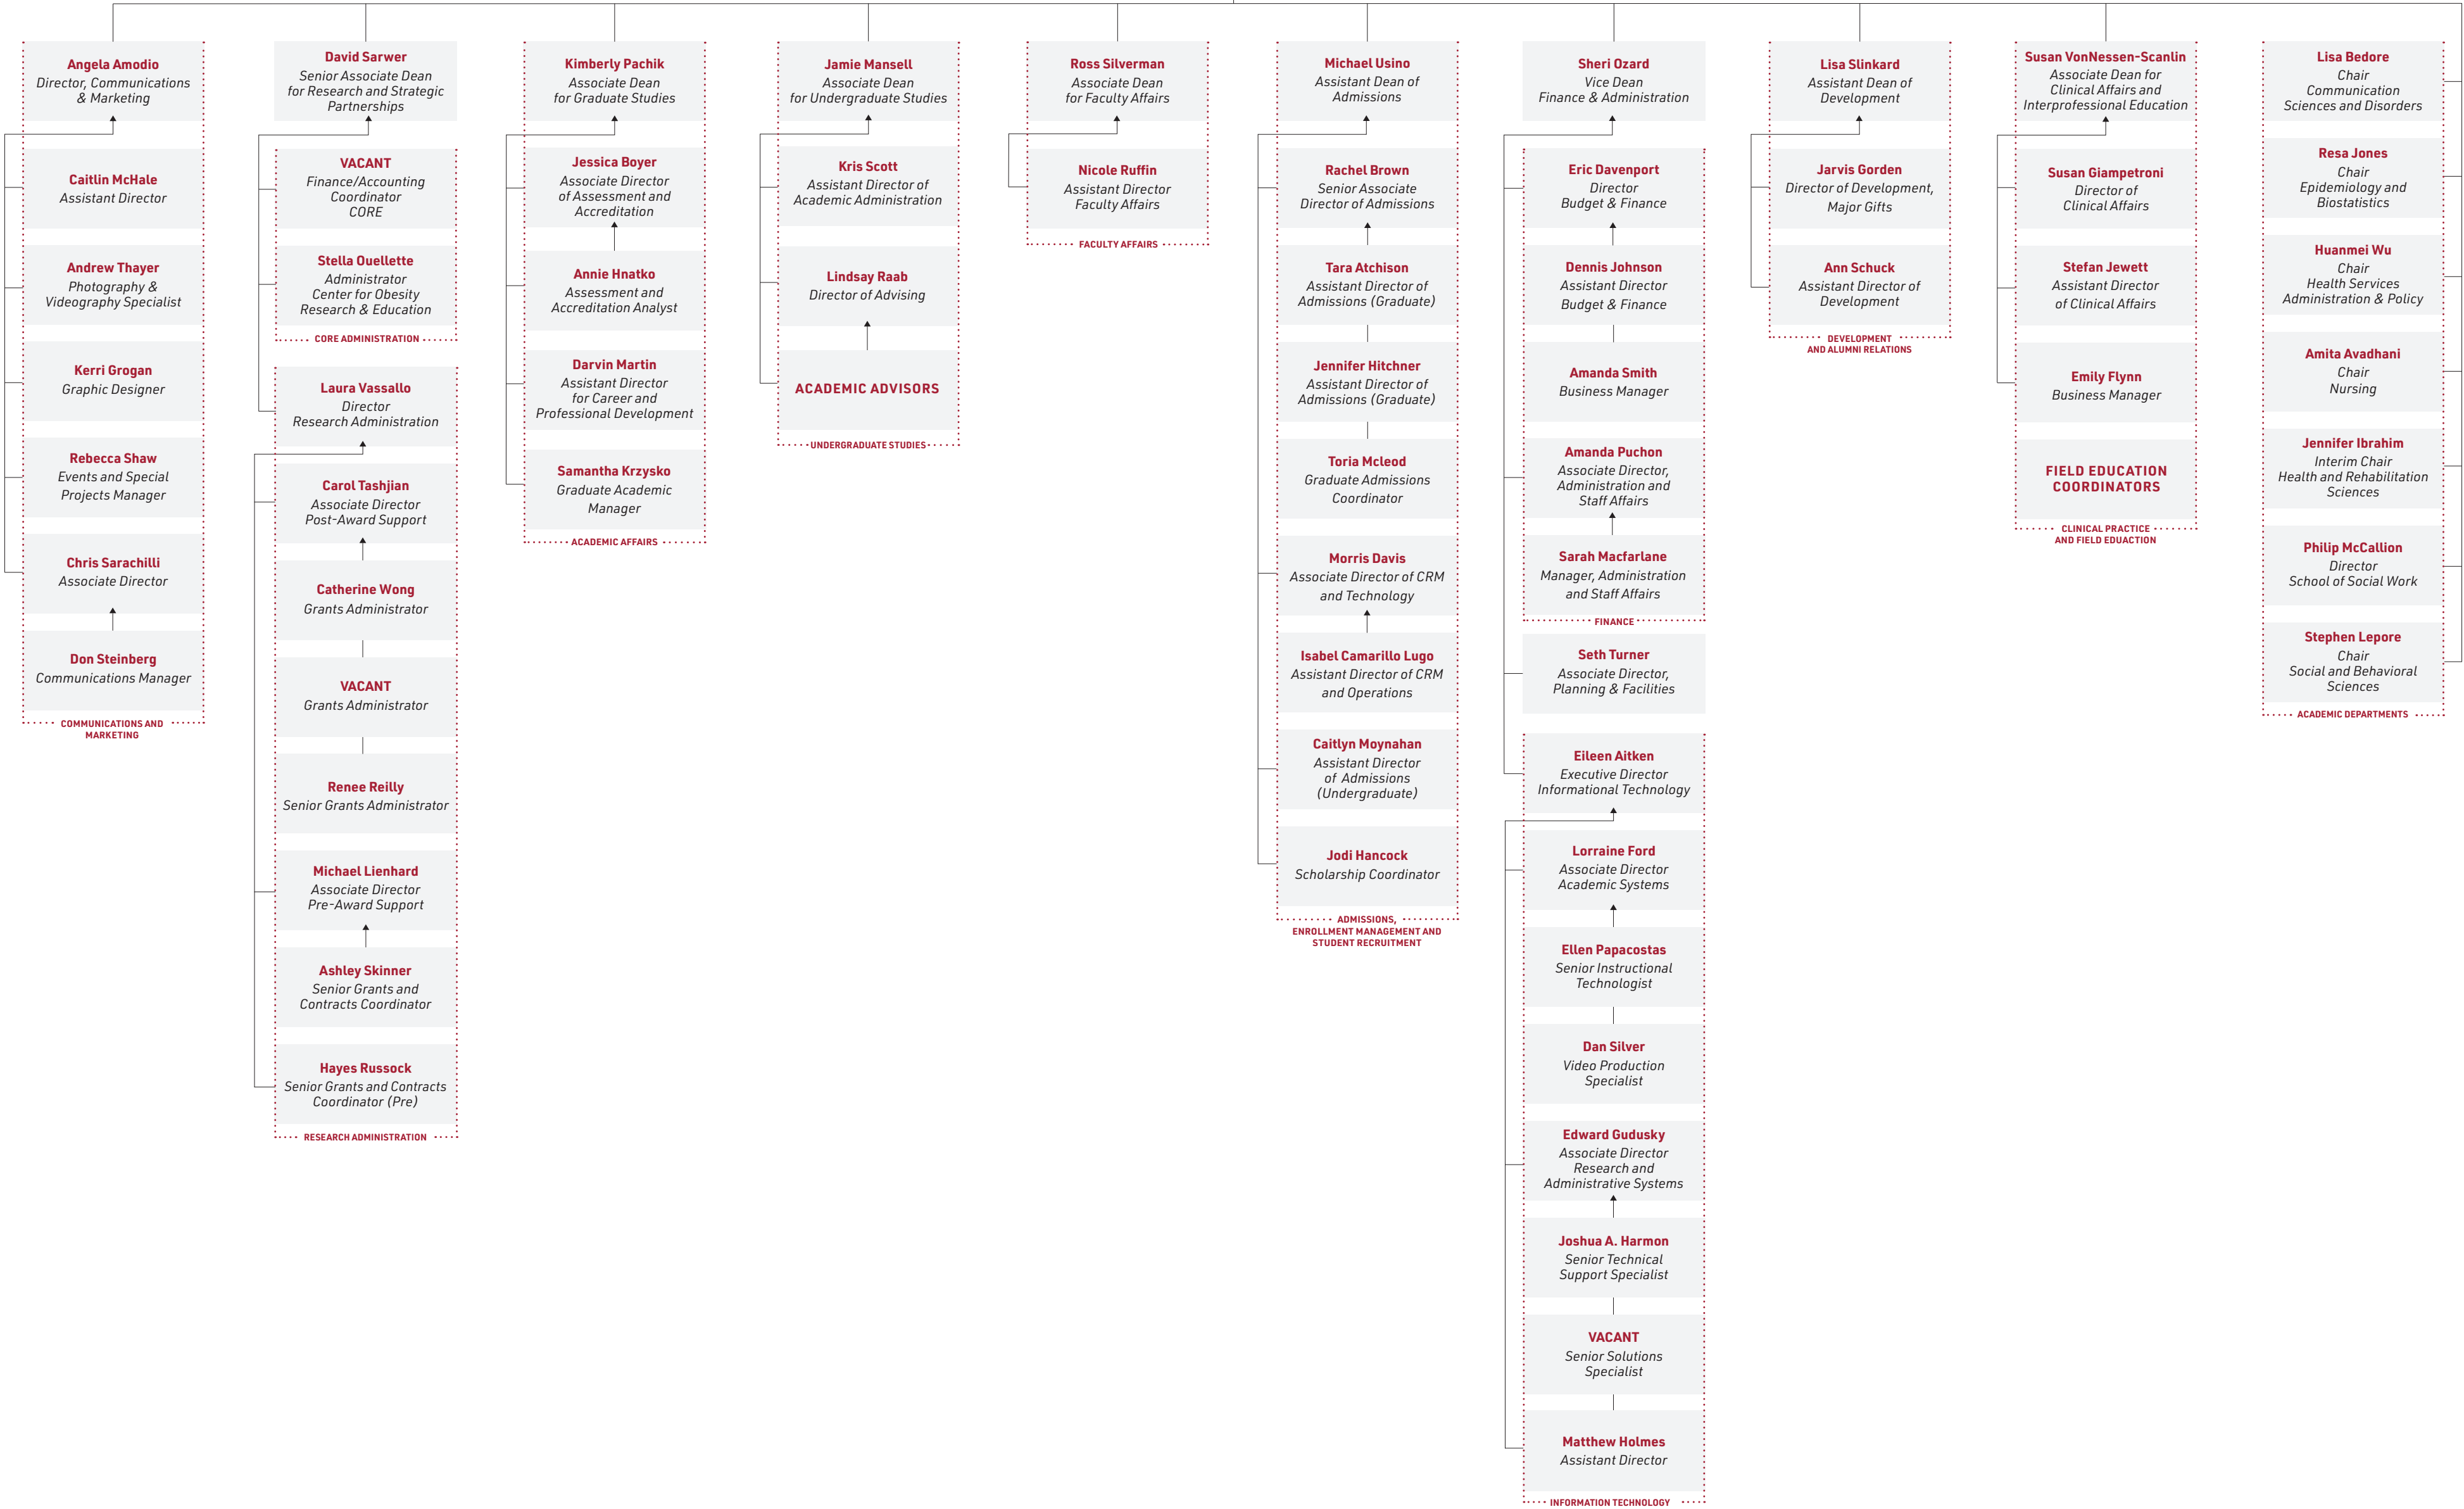 Angela Amodio
Director, Communications
& Marketing
Caitlin McHale
Assistant Director
Andrew Thayer
Photography &
Videography Specialist
Kerri Grogan
Graphic Designer
Rebecca Shaw
Events and Special
Projects Manager
Chris Sarachilli
Associate Director
Don Steinberg
Communications Manager
COMMUNICATIONS AND
MARKETING
David Sarwer
Senior Associate Dean
for Research and Strategic
Partnerships
VACANT
Finance/Accounting
Coordinator
CORE
Stella Ouellette
Administrator
Center for Obesity
Research & Education
CORE ADMINISTRATION
Laura Vassallo
Director
Research Administration
Carol Tashjian
Associate Director
Post-Award Support
Catherine Wong
Grants Administrator
VACANT
Grants Administrator
Renee Reilly
Senior Grants Administrator
Michael Lienhard
Associate Director
Pre-Award Support
Ashley Skinner
Senior Grants and
Contracts Coordinator
Hayes Russock
Senior Grants and Contracts
Coordinator (Pre)
RESEARCH ADMINISTRATION
Kimberly Pachik
Associate Dean
for Graduate Studies
Jessica Boyer
Associate Director
of Assessment and
Accreditation
Annie Hnatko
Assessment and
Accreditation Analyst
Darvin Martin
Assistant Director
for Career and
Professional Development
Samantha Krzysko
Graduate Academic
Manager
ACADEMIC AFFAIRS
Jamie Mansell
Associate Dean
for Undergraduate Studies
Kris Scott
Assistant Director of
Academic Administration
Lindsay Raab
Director of Advising
ACADEMIC ADVISORS
UNDERGRADUATE STUDIES
Ross Silverman
Associate Dean
for Faculty Affairs
Nicole Ruffin
Assistant Director
Faculty Affairs
FACULTY AFFAIRS
Michael Usino
Assistant Dean of
Admissions
Rachel Brown
Senior Associate
Director of Admissions
Tara Atchison
Assistant Director of
Admissions (Graduate)
Jennifer Hitchner
Assistant Director of
Admissions (Graduate)
Toria Mcleod
Graduate Admissions
Coordinator
Morris Davis
Associate Director of CRM
and Technology
Isabel Camarillo Lugo
Assistant Director of CRM
and Operations
Caitlyn Moynahan
Assistant Director
of Admissions
(Undergraduate)
Jodi Hancock
Scholarship Coordinator
ADMISSIONS,
ENROLLMENT MANAGEMENT AND
STUDENT RECRUITMENT
Sheri Ozard
Vice Dean
Finance & Administration
Eric Davenport
Director
Budget & Finance
Dennis Johnson
Assistant Director
Budget & Finance
Amanda Smith
Business Manager
Amanda Puchon
Associate Director,
Administration and
Staff Affairs
Sarah Macfarlane
Manager, Administration
and Staff Affairs
FINANCE
Seth Turner
Associate Director,
Planning & Facilities
Eileen Aitken
Executive Director
Informational Technology
Lorraine Ford
Associate Director
Academic Systems
Ellen Papacostas
Senior Instructional
Technologist
Dan Silver
Video Production
Specialist
Edward Gudusky
Associate Director
Research and
Administrative Systems
Joshua A. Harmon
Senior Technical
Support Specialist
VACANT
Senior Solutions
Specialist
Matthew Holmes
Assistant Director
INFORMATION TECHNOLOGY
Lisa Slinkard
Assistant Dean of
Development
Jarvis Gorden
Director of Development,
Major Gifts
Ann Schuck
Assistant Director of
Development
DEVELOPMENT
AND ALUMNI RELATIONS
Susan VonNessen-Scanlin
Associate Dean for
Clinical Affairs and
Interprofessional Education
Susan Giampetroni
Director of
Clinical Affairs
Stefan Jewett
Assistant Director
of Clinical Affairs
Emily Flynn
Business Manager
FIELD EDUCATION
COORDINATORS
CLINICAL PRACTICE
AND FIELD EDUACTION
Lisa Bedore
Chair
Communication
Sciences and Disorders
Resa Jones
Chair
Epidemiology and
Biostatistics
Huanmei Wu
Chair
Health Services
Administration & Policy
Amita Avadhani
Chair
Nursing
Jennifer Ibrahim
Interim Chair
Health and Rehabilitation
Sciences
Philip McCallion
Director
School of Social Work
Stephen Lepore
Chair
Social and Behavioral
Sciences
ACADEMIC DEPARTMENTS